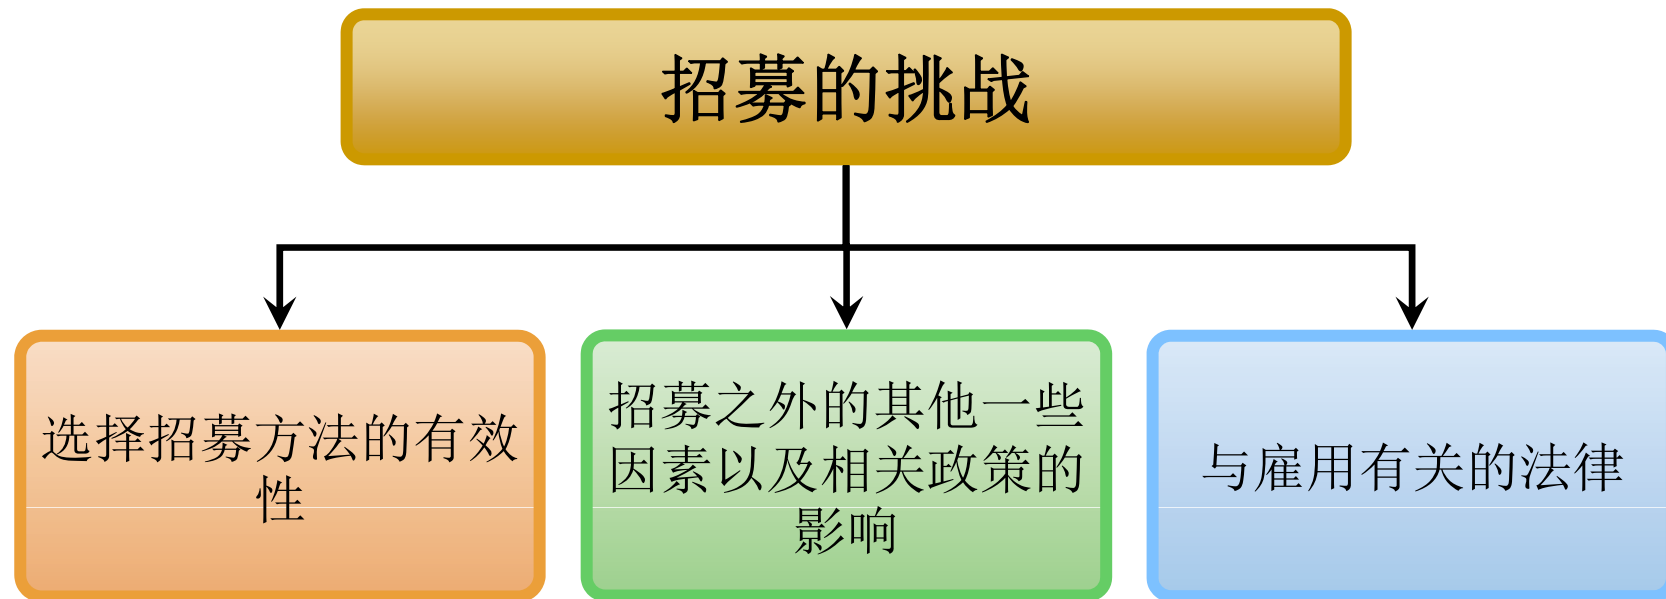 招募的挑战
选择招募方法的有效
性
招募之外的其他一些
因素以及相关政策的
影响
与雇用有关的法律